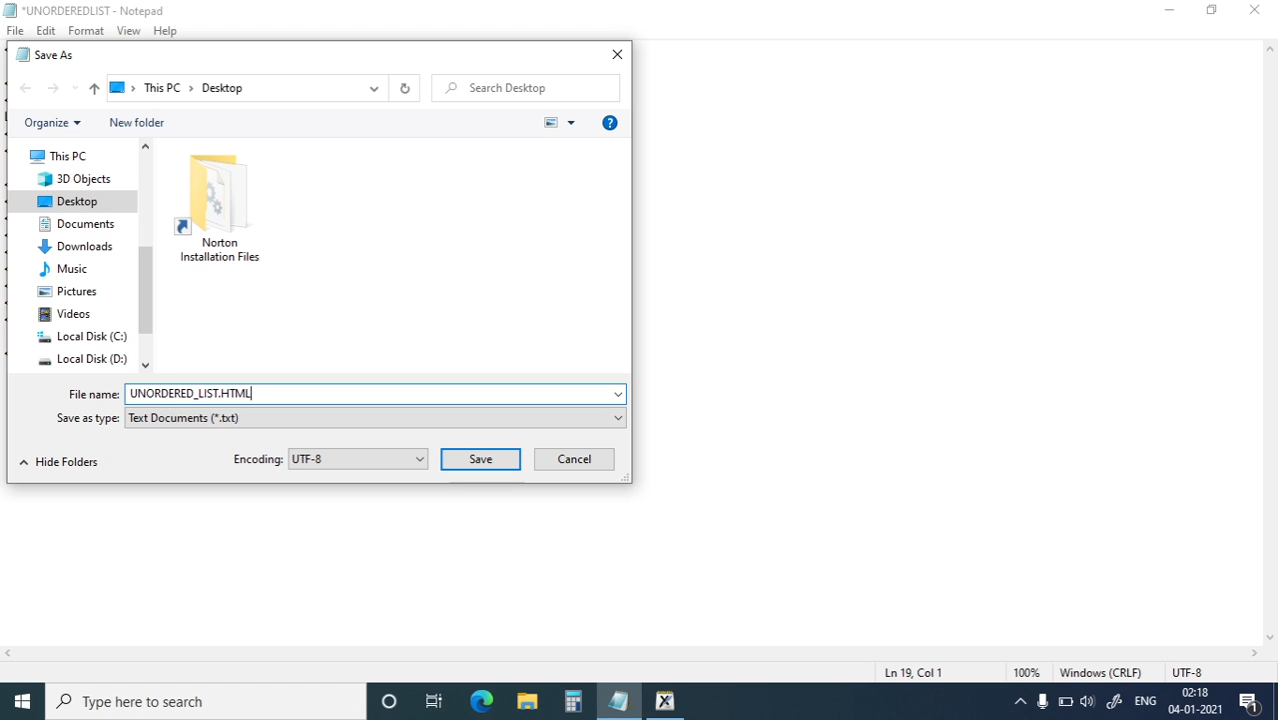 *UNORDEREDLIST - Notepad
File Edit Format View Help
Save As
This PC Desktop
Search Desktop
Organize New folder
This PC
3D Objects
Desktop
Documents
Downloads
Music
Pictures
Videos
Local Disk (C:)
Local Disk (D:)
Norton
Installation Files
File name: UNORDERED_LIST.HTML
Save as type: Text Documents (*.txt)
Hide Folders Encoding: UTF-8 Save Cancel
Ln 19, Col 1 100% Windows (CRLF) UTF-8
Type here to search
ENG
02:18
04-01-2021
1